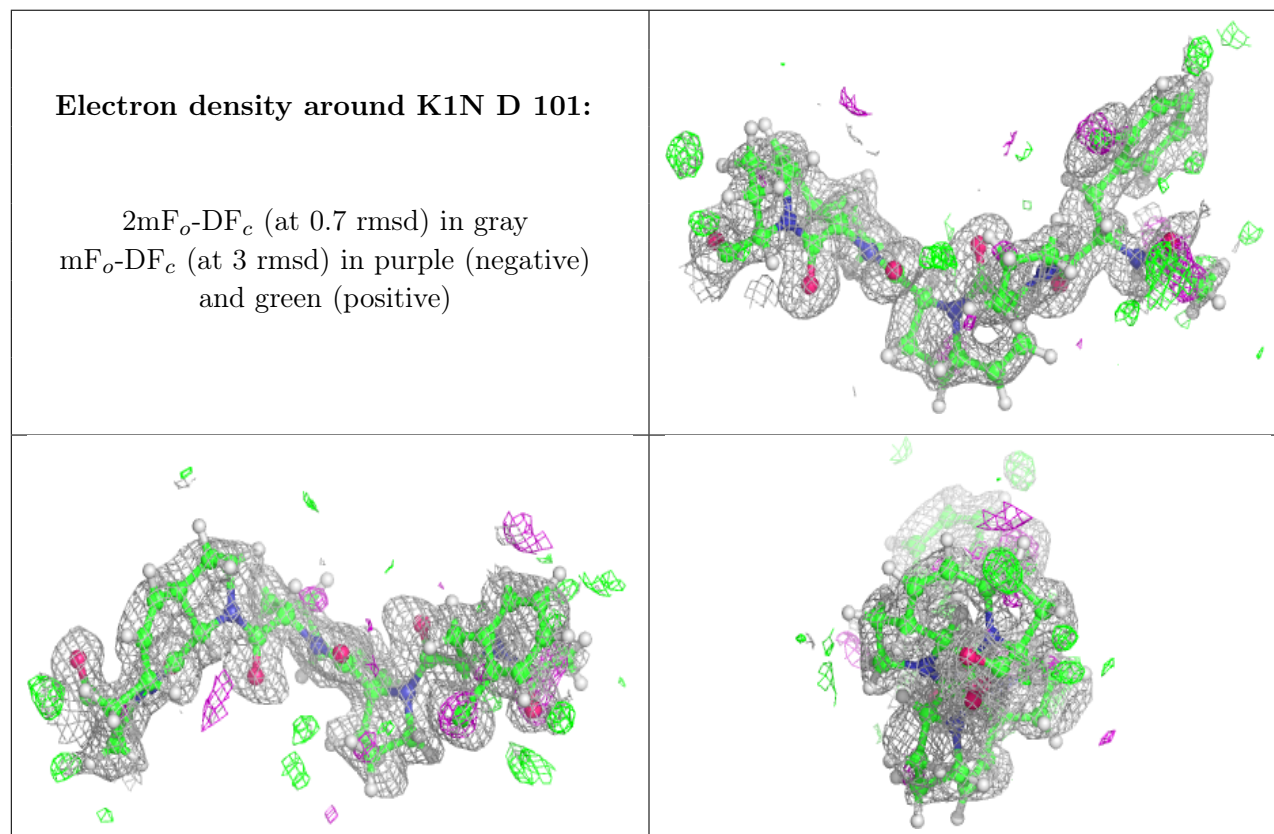 Electron density around K1N D 101:
2mFo-DFc (at 0.7 rmsd) in gray
mFo-DFc (at 3 rmsd) in purple (negative)
and green (positive)